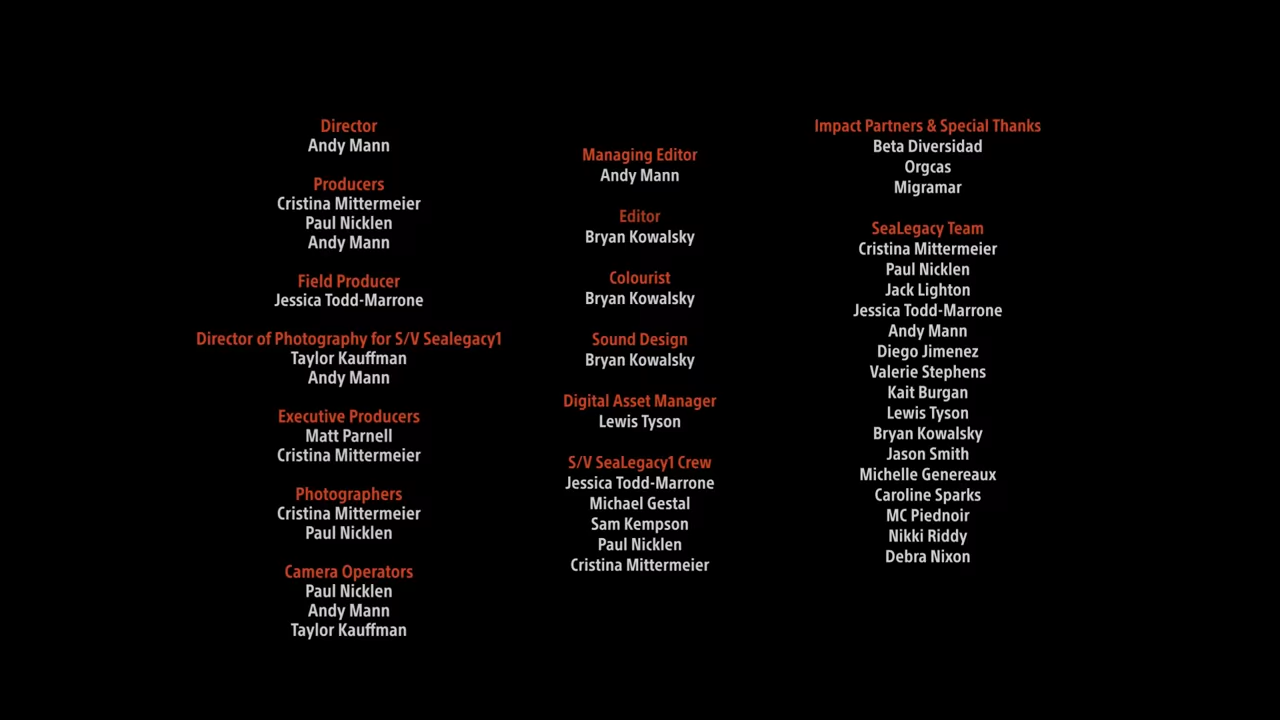 Director
Andy Mann
Producers
Cristina Mittermeier
Paul Nicklen
Andy Mann
Field Producer
Jessica Todd-Marrone
Director of Photography for S/V Sealegacy1
Taylor Kauffman
Andy Mann
Executive Producers
Matt Parnell
Cristina Mittermeier
Photographers
Cristina Mittermeier
Paul Nicklen
Camera Operators
Paul Nicklen
Andy Mann
Taylor Kauffman
Managing Editor
Andy Mann
Editor
Bryan Kowalsky
Colourist
Bryan Kowalsky
Sound Design
Bryan Kowalsky
Digital Asset Manager
Lewis Tyson
S/V SeaLegacy1 Crew
Jessica Todd-Marrone
Michael Gestal
Sam Kempson
Paul Nicklen
Cristina Mittermeier
Impact Partners & Special Thanks
Beta Diversidad
Orgcas
Migramar
SeaLegacy Team
Cristina Mittermeier
Paul Nicklen
Jack Lighton
Jessica Todd-Marrone
Andy Mann
Diego Jimenez
Valerie Stephens
Kait Burgan
Lewis Tyson
Bryan Kowalsky
Jason Smith
Michelle Genereaux
Caroline Sparks
MC Piednoir
Nikki Riddy
Debra Nixon